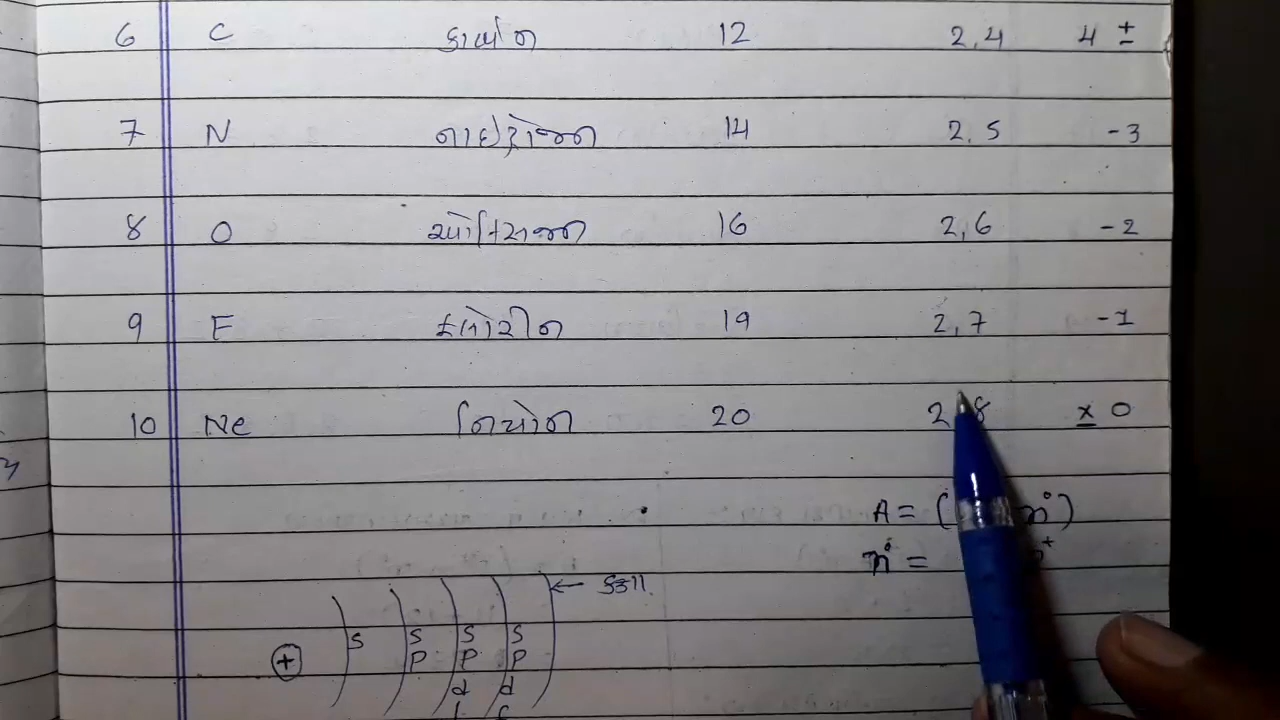 6 C કાર્બન 12 2,4 4 ±
7 N નાઇટ્રોજન 14 2,5 -3
8 O ઓક્સિજન 16 2,6 -2
9 F ફ્લોરીન 19 2,7 -1
10 Ne નિયોન 20 2 8 x 0
A = ( n° )
n° =
← કક્ષા.
+ s s s s
p p p
d d